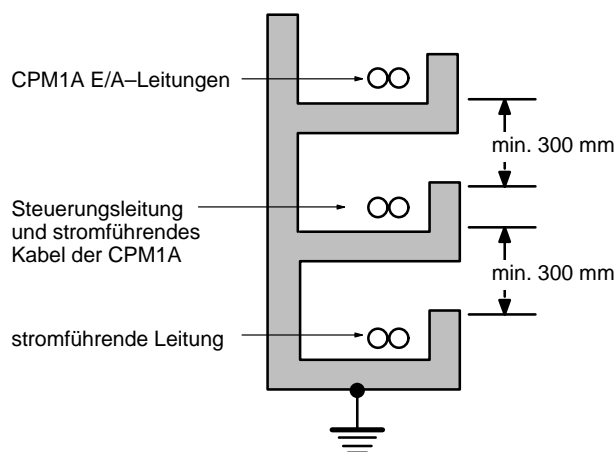 CPM1A E/A–Leitungen
min. 300 mm
Steuerungsleitung
und stromführendes
Kabel der CPM1A
min. 300 mm
stromführende Leitung